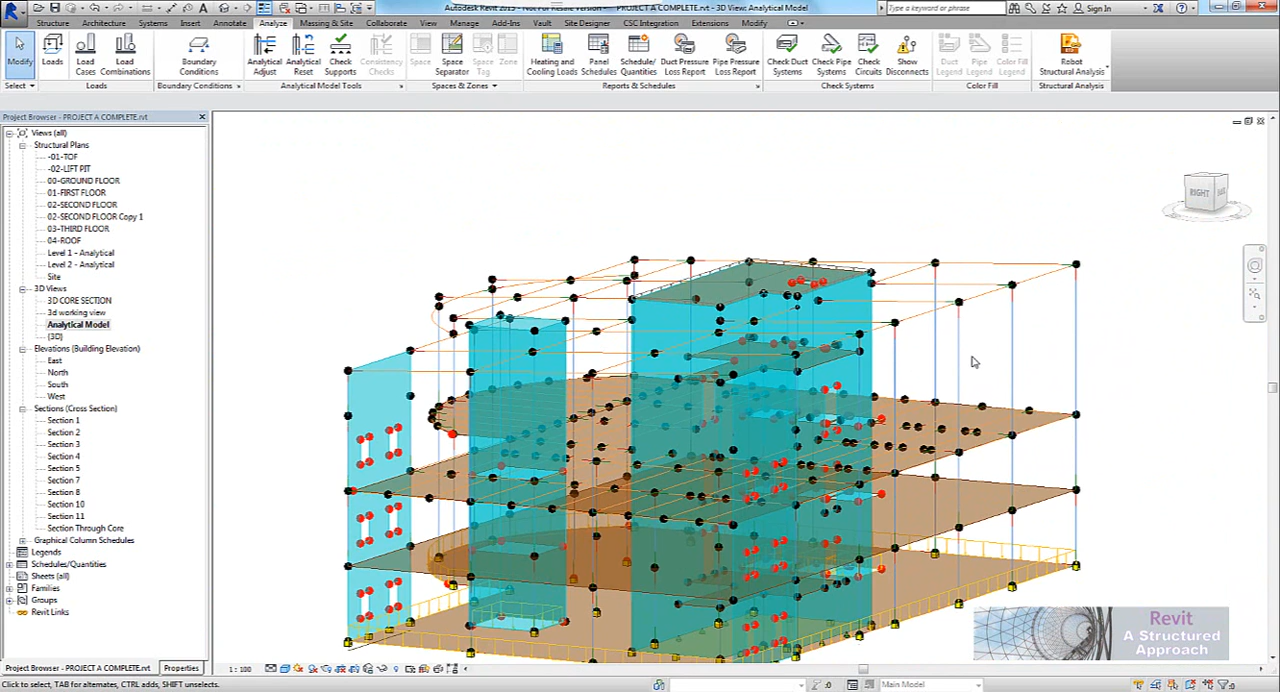 Autodesk Revit 2015 - Not For Resale Version - PROJECT A COMPLETE.rvt - 3D View: Analytical Model
Type a keyword or phrase
Sign In
Structure Architecture Systems Insert Annotate Analyze Massing & Site Collaborate View Manage Add-Ins Vault Site Designer CSC Integration Extensions Modify
Modify
Loads
Load Cases
Load Combinations
Boundary Conditions
Analytical Adjust
Analytical Reset
Check Supports
Consistency Checks
Space
Space Separator
Space Tag
Zone
Heating and Cooling Loads
Panel Schedules
Schedule/ Quantities
Duct Pressure Loss Report
Pipe Pressure Loss Report
Check Duct Systems
Check Pipe Systems
Check Circuits
Show Disconnects
Duct Legend
Pipe Legend
Color Fill Legend
Robot Structural Analysis
Select
Loads
Boundary Conditions
Analytical Model Tools
Spaces & Zones
Reports & Schedules
Check Systems
Color Fill
Structural Analysis
Project Browser - PROJECT A COMPLETE.rvt
Views (all)
Structural Plans
-01-TOF
-02-LIFT PIT
00-GROUND FLOOR
01-FIRST FLOOR
02-SECOND FLOOR
02-SECOND FLOOR Copy 1
03-THIRD FLOOR
04-ROOF
Level 1 - Analytical
Level 2 - Analytical
Site
3D Views
3D CORE SECTION
3d working view
Analytical Model
{3D}
Elevations (Building Elevation)
East
North
South
West
Sections (Cross Section)
Section 1
Section 2
Section 3
Section 4
Section 5
Section 7
Section 8
Section 10
Section 11
Section Through Core
Graphical Column Schedules
Legends
Schedules/Quantities
Sheets (all)
Families
Groups
Revit Links
RIGHT
Revit
A Structured
Approach
Project Browser - PROJECT A COMPLETE.rvt Properties
1 : 100
Click to select, TAB for alternates, CTRL adds, SHIFT unselects.
:0
Main Model
:0